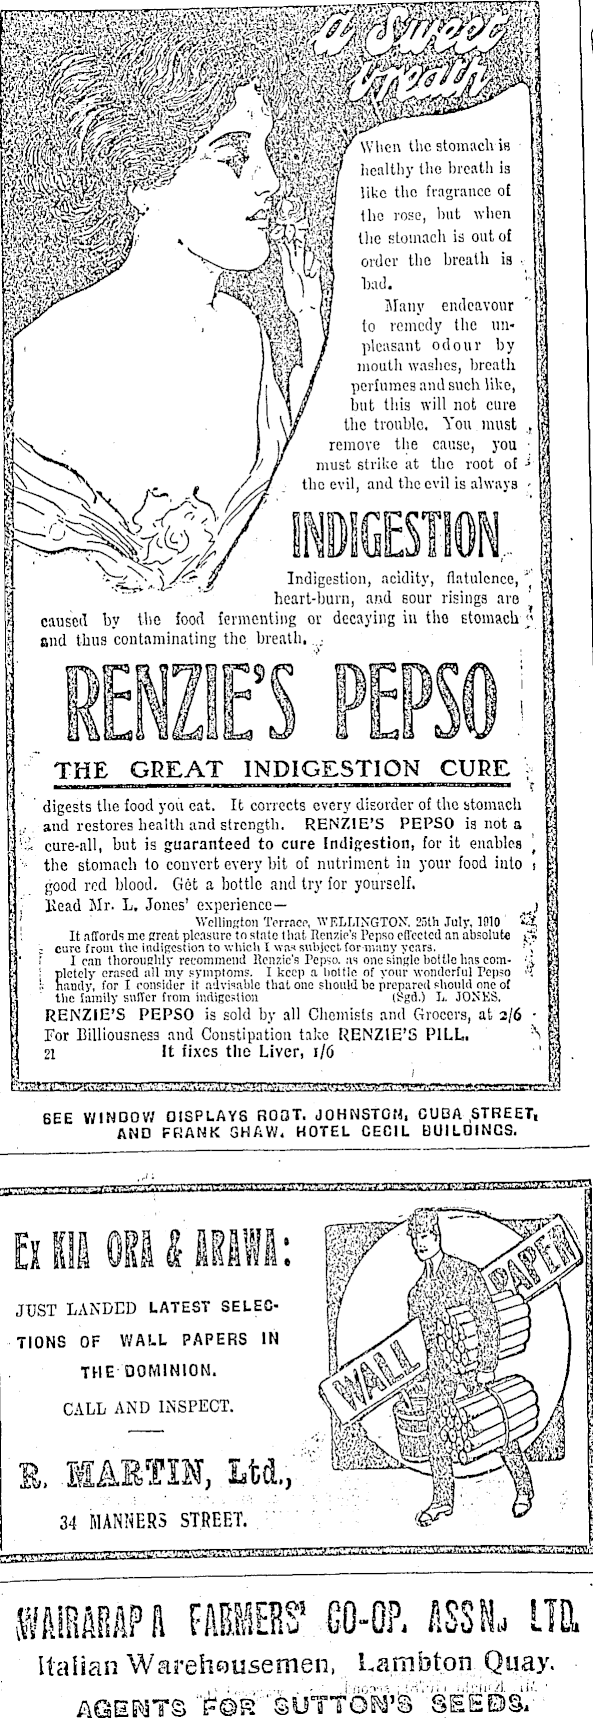 A Sweet
breath
When the stomach is
healthy the breath is
like the fragrance of
the rose, but when
the stomach is out of
order the breath is
bad.
Many endeavour
to remedy the un-
pleasant odour by
mouth washes, breath
perfumes and such like,
but this will not cure
the trouble. You must
remove the cause, you
must strike at the root of
the evil, and the evil is always
INDIGESTION
Indigestion, acidity, flatulence,
heart-burn, and sour risings are
caused by the food fermenting or decaying in the stomach
and thus contaminating the breath.
RENZIE'S PEPSO
THE GREAT INDIGESTION CURE
digests the food you eat. It corrects every disorder of the stomach
and restores health and strength. RENZIE'S PEPSO is not a
cure-all, but is guaranteed to cure Indigestion, for it enables
the stomach to convert every bit of nutriment in your food into
good red blood. Get a bottle and try for yourself.
Read Mr. L. Jones' experience—
Wellington Terrace, WELLINGTON, 25th July, 1910
It affords me great pleasure to state that Renzie's Pepso effected an absolute
cure from the indigestion to which I was subject for many years.
I can thoroughly recommend Renzie's Pepso, as one single bottle has com-
pletely erased all my symptoms. I keep a bottle of your wonderful Pepso
handy, for I consider it advisable that one should be prepared should one of
the family suffer from indigestion (Sgd.) L. JONES.
RENZIE'S PEPSO is sold by all Chemists and Grocers, at 2/6
For Billiousness and Constipation take RENZIE'S PILL.
21 It fixes the Liver, 1/6
SEE WINDOW DISPLAYS ROBT. JOHNSTON, CUBA STREET,
AND FRANK SHAW, HOTEL CECIL BUILDINGS.
Ex KIA ORA & ARAWA:
JUST LANDED LATEST SELEC-
TIONS OF WALL PAPERS IN
THE DOMINION.
CALL AND INSPECT.
R. MARTIN, Ltd.,
34 MANNERS STREET.
WALL PAPER
WAIRARAPA FARMERS' CO-OP. ASSN., LTD.
Italian Warehousemen, Lambton Quay.
AGENTS FOR SUTTON'S SEEDS.